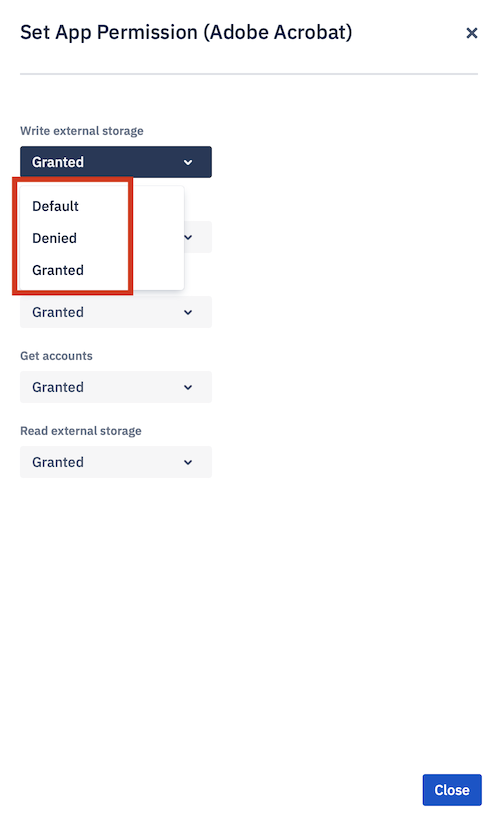 Set App Permission (Adobe Acrobat)
Write external storage
Granted
Default
Denied
Granted
Granted
Get accounts
Granted
Read external storage
Granted
Close